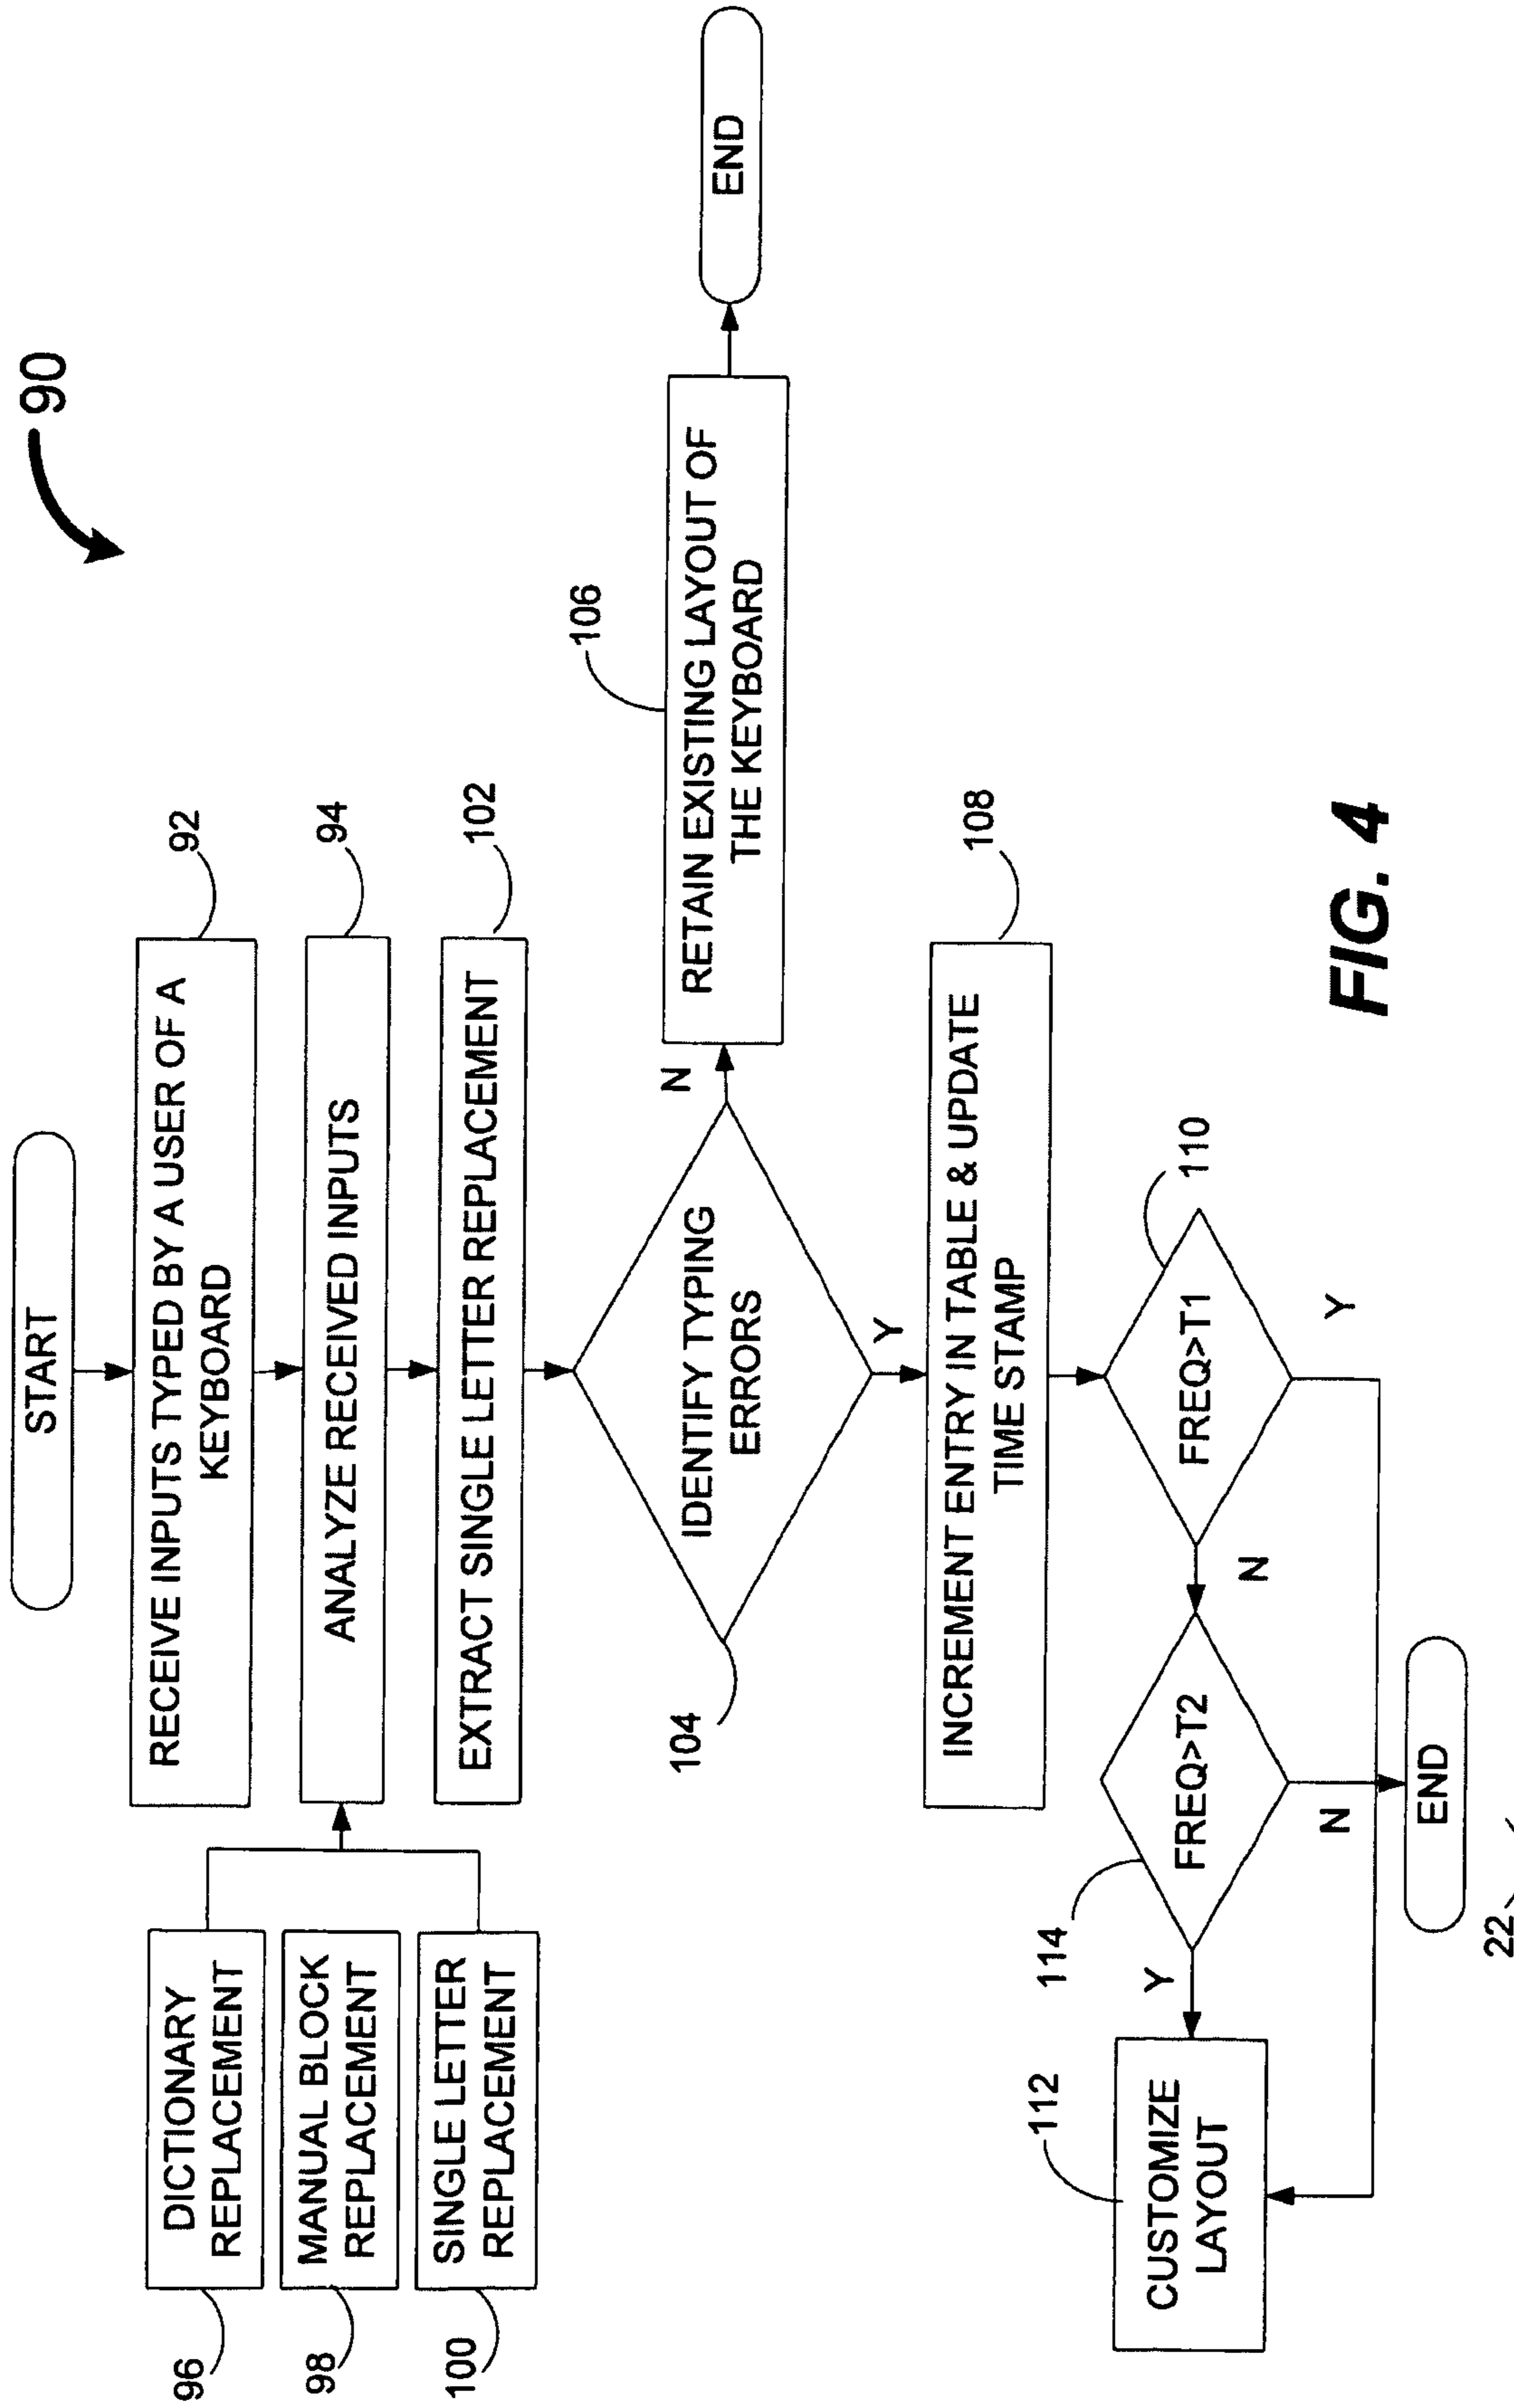 90
START
RECEIVE INPUTS TYPED BY A USER OF A
KEYBOARD
92
DICTIONARY
REPLACEMENT
96
ANALYZE RECEIVED INPUTS
94
MANUAL BLOCK
REPLACEMENT
98
EXTRACT SINGLE LETTER REPLACEMENT
102
SINGLE LETTER
REPLACEMENT
100
IDENTIFY TYPING
ERRORS
104
N
Y
RETAIN EXISTING LAYOUT OF
THE KEYBOARD
106
END
INCREMENT ENTRY IN TABLE & UPDATE
TIME STAMP
108
FREQ>T1
110
N
Y
FREQ>T2
114
Y
N
CUSTOMIZE
LAYOUT
112
END
22
FIG. 4